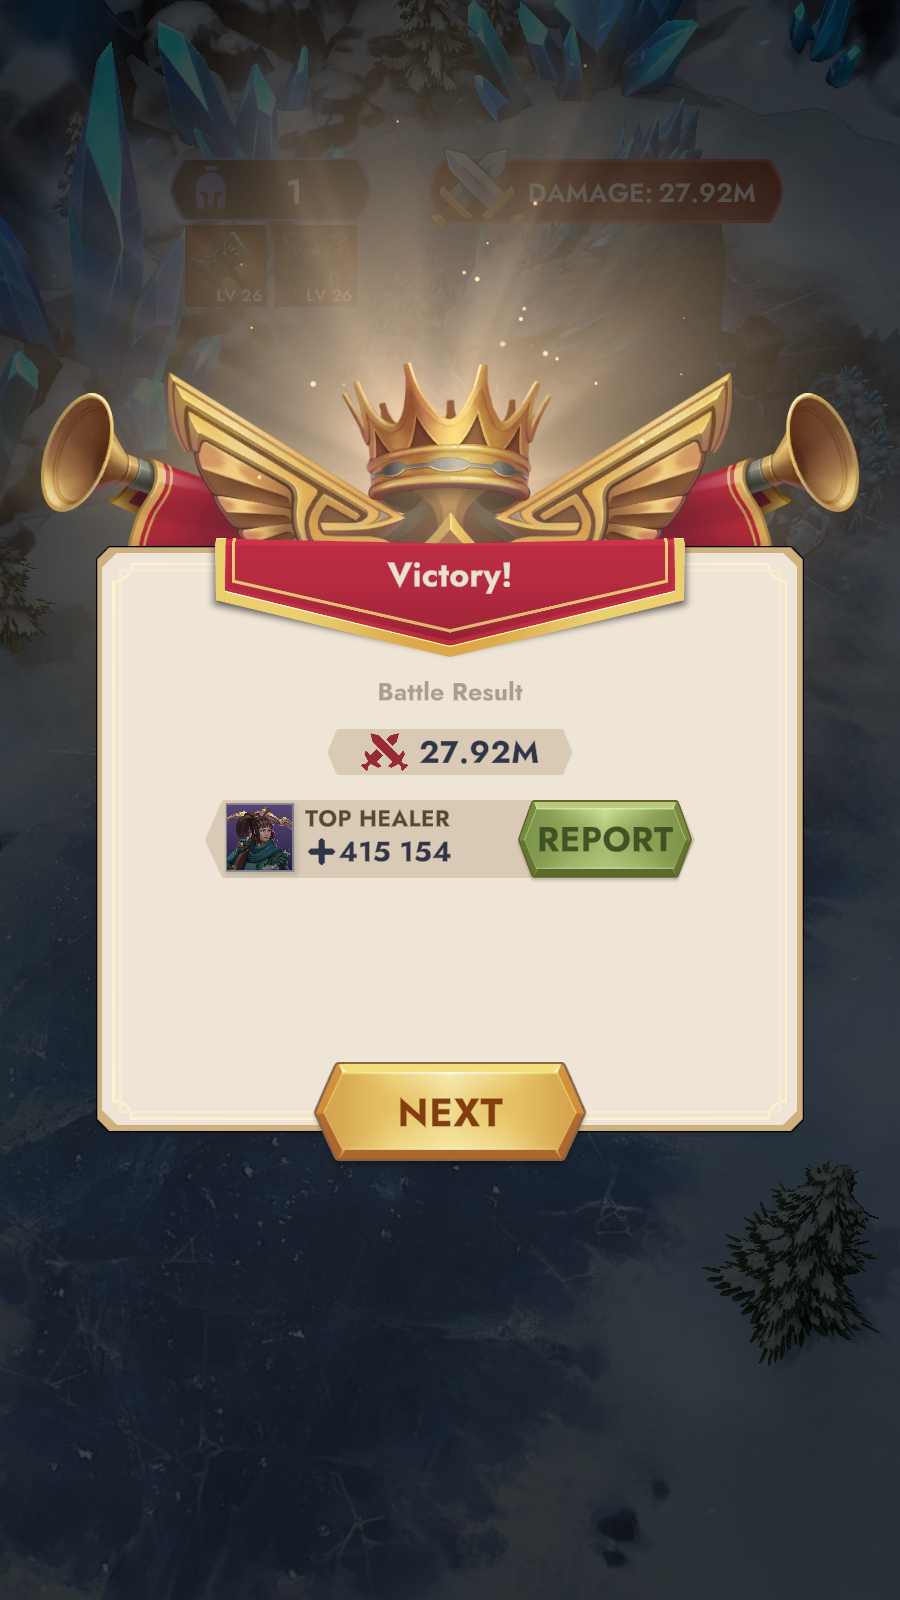 1
DAMAGE: 27.92M
LV 26
LV 26
Victory!
Battle Result
27.92M
TOP HEALER
+415 154
REPORT
NEXT